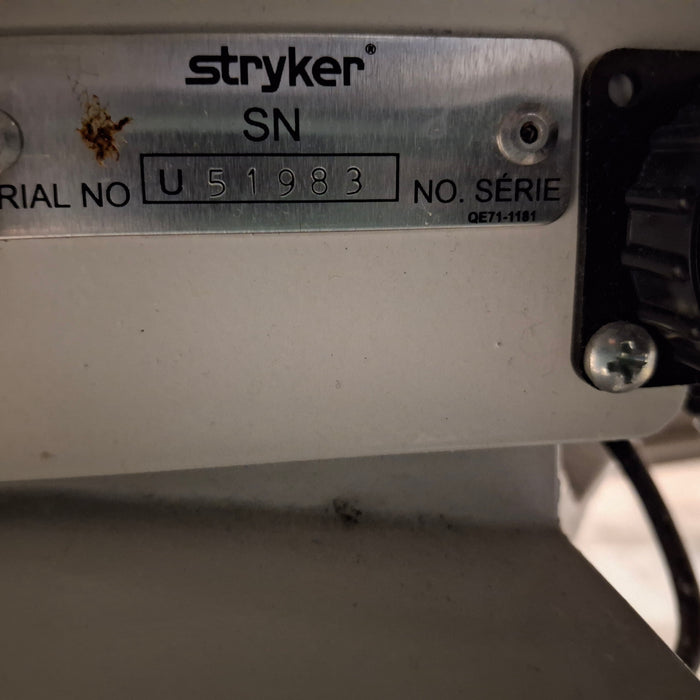 stryker®
SN
RIAL NO U 51983 NO. SÉRIE
QE71-1181